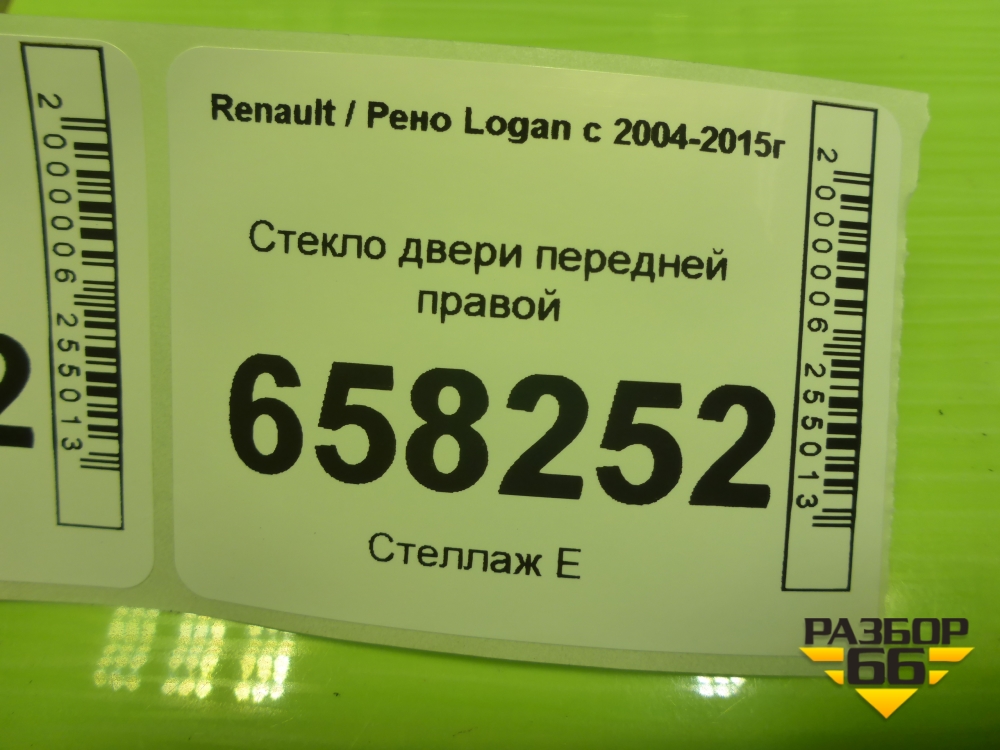 2
2000006255013
Renault / Рено Logan с 2004-2015г
Стекло двери передней
правой
658252
Стеллаж Е
2000006255013
РАЗБОР
66